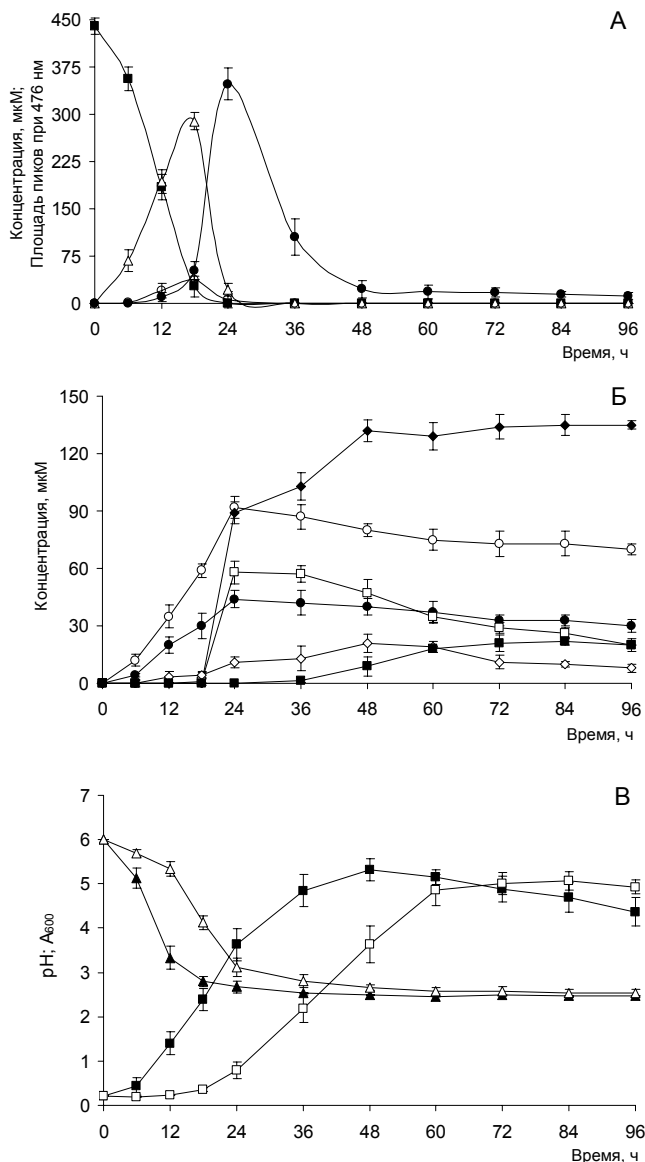 А
Концентрация, мкМ;
Площадь пиков при 476 нм
450
375
300
225
150
75
0
0 12 24 36 48 60 72 84 96
Время, ч
Б
Концентрация, мкМ
150
120
90
60
30
0
0 12 24 36 48 60 72 84 96
Время, ч
В
pH; A600
7
6
5
4
3
2
1
0
0 12 24 36 48 60 72 84 96
Время, ч